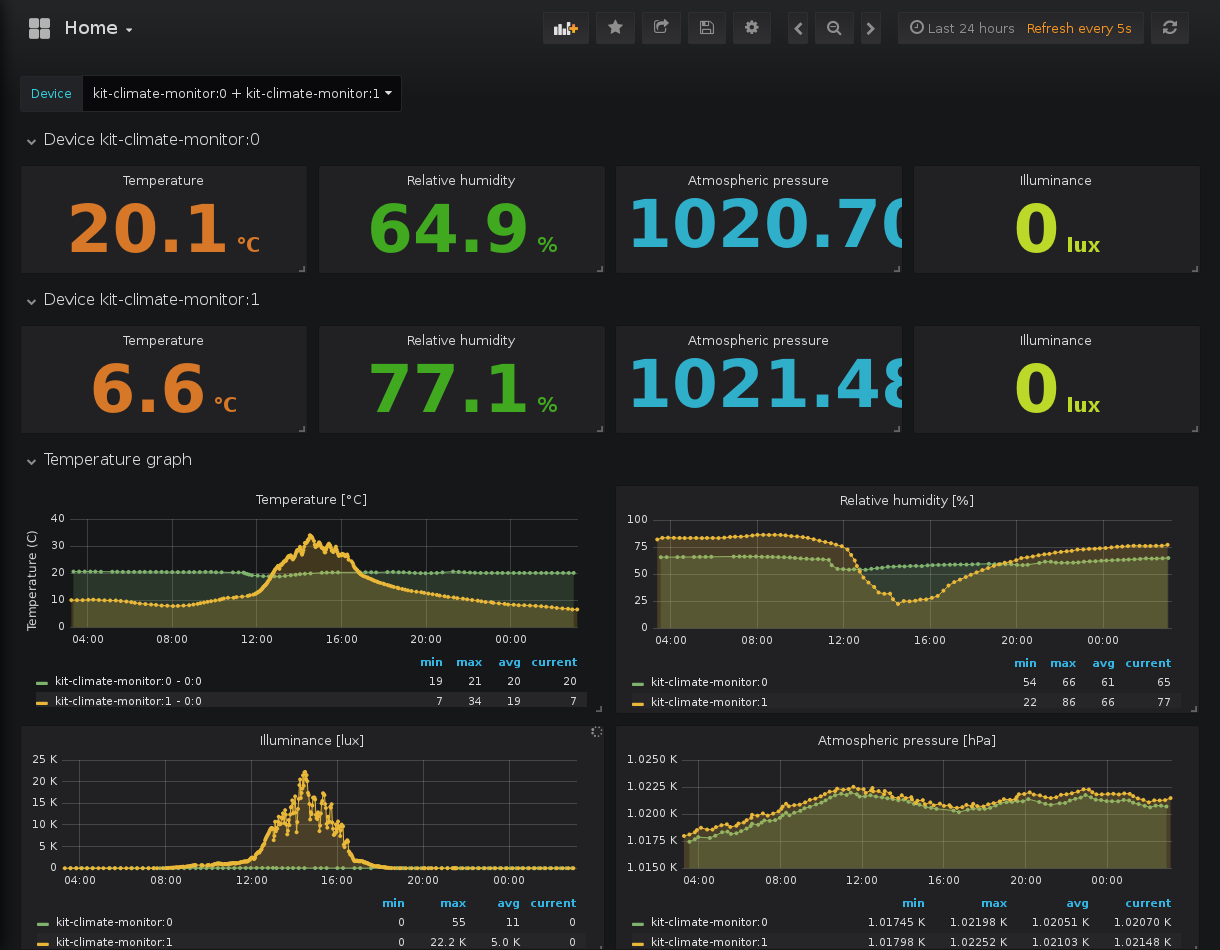 Home
Last 24 hours Refresh every 5s
Device kit-climate-monitor:0 + kit-climate-monitor:1
Device kit-climate-monitor:0
Temperature Relative humidity Atmospheric pressure Illuminance
20.1 °C 64.9 % 1020.70 0 lux
Device kit-climate-monitor:1
Temperature Relative humidity Atmospheric pressure Illuminance
6.6 °C 77.1 % 1021.48 0 lux
Temperature graph
Temperature [°C]
Temperature (C)
40
30
20
10
0
04:00 08:00 12:00 16:00 20:00 00:00
min max avg current
kit-climate-monitor:0 - 0:0 19 21 20 20
kit-climate-monitor:1 - 0:0 7 34 19 7
Relative humidity [%]
100
75
50
25
0
04:00 08:00 12:00 16:00 20:00 00:00
min max avg current
kit-climate-monitor:0 54 66 61 65
kit-climate-monitor:1 22 86 66 77
Illuminance [lux]
25 K
20 K
15 K
10 K
5 K
0
04:00 08:00 12:00 16:00 20:00 00:00
min max avg current
kit-climate-monitor:0 0 55 11 0
kit-climate-monitor:1 0 22.2 K 5.0 K 0
Atmospheric pressure [hPa]
1.0250 K
1.0225 K
1.0200 K
1.0175 K
1.0150 K
04:00 08:00 12:00 16:00 20:00 00:00
min max avg current
kit-climate-monitor:0 1.01745 K 1.02198 K 1.02051 K 1.02070 K
kit-climate-monitor:1 1.01798 K 1.02252 K 1.02103 K 1.02148 K